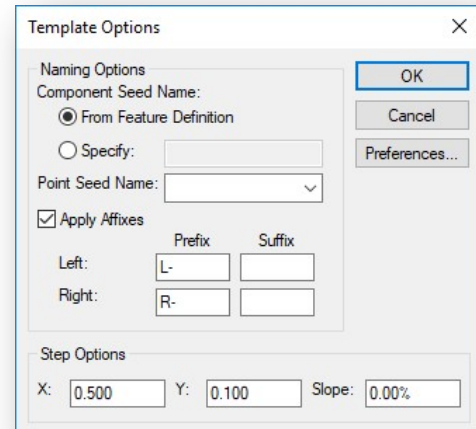 Template Options
Naming Options
OK
Component Seed Name:
From Feature Definition
Cancel
Specify:
Preferences...
Point Seed Name:
Apply Affixes
Prefix Suffix
Left: L-
Right: R-
Step Options
X: 0.500 Y: 0.100 Slope: 0.00%